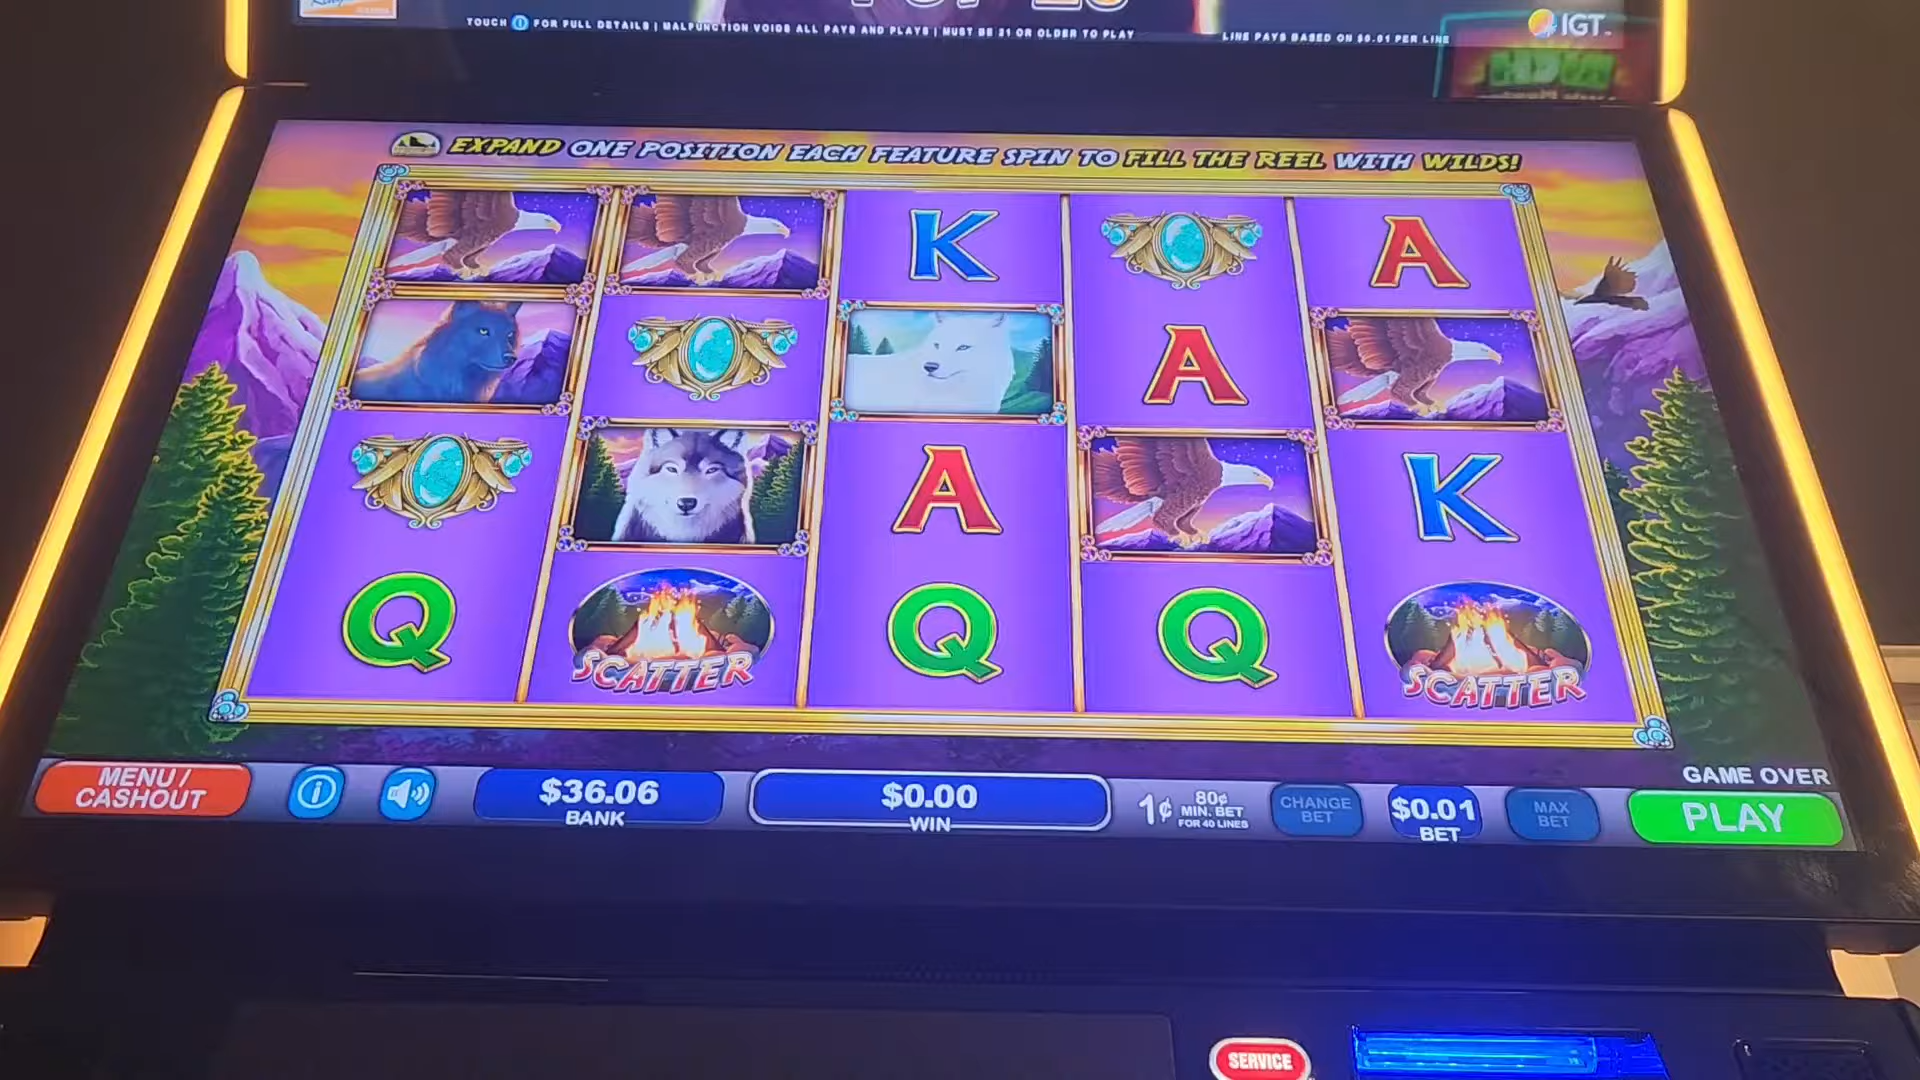 TOUCH ⓘ FOR FULL DETAILS | MALFUNCTION VOIDS ALL PAYS AND PLAYS | MUST BE 21 OR OLDER TO PLAY
LINE PAYS BASED ON $0.01 PER LINE
IGT
EXPAND ONE POSITION EACH FEATURE SPIN TO FILL THE REEL WITH WILDS!
K A
A
A K
Q SCATTER Q Q SCATTER
GAME OVER
MENU /
CASHOUT
$36.06
BANK
$0.00
WIN
1¢
80¢
MIN. BET
FOR 40 LINES
CHANGE
BET
$0.01
BET
MAX
BET
PLAY
SERVICE